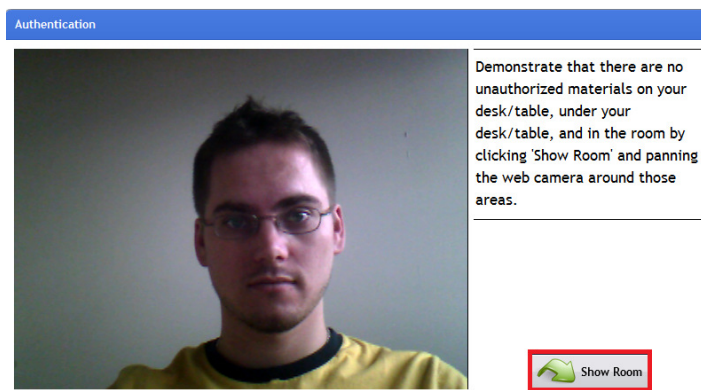 Authentication
Demonstrate that there are no
unauthorized materials on your
desk/table, under your
desk/table, and in the room by
clicking 'Show Room' and panning
the web camera around those
areas.
Show Room